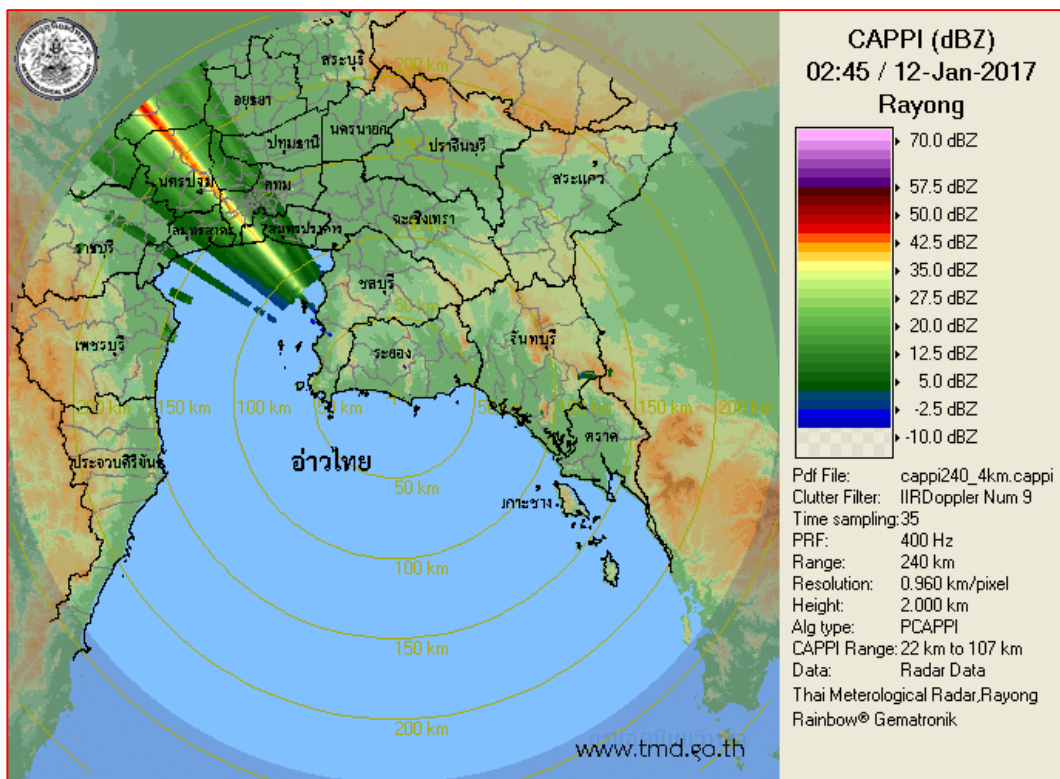 CAPPI (dBZ)
02:45 / 12-Jan-2017
Rayong
70.0 dBZ
57.5 dBZ
50.0 dBZ
42.5 dBZ
35.0 dBZ
27.5 dBZ
20.0 dBZ
12.5 dBZ
5.0 dBZ
-2.5 dBZ
-10.0 dBZ
Pdf File: cappi240_4km.cappi
Clutter Filter: IIRDoppler Num 9
Time sampling:35
PRF: 400 Hz
Range: 240 km
Resolution: 0.960 km/pixel
Height: 2.000 km
Alg type: PCAPPI
CAPPI Range: 22 km to 107 km
Data: Radar Data
Thai Meterological Radar,Rayong
Rainbow® Gematronik
สระบุรี
200 km
อยุธยา
นครนายก
ปทุมธานี
ปราจีนบุรี
สระแก้ว
นครปฐม
กทม
ฉะเชิงเทรา
สมุทรสาคร
สมุทรปราการ
ราชบุรี
ชลบุรี
เพชรบุรี
ระยอง
จันทบุรี
150 km
100 km
150 km
200 km
ตราด
ประจวบคีรีขันธ์
อ่าวไทย
50 km
เกาะช้าง
100 km
150 km
200 km
www.tmd.go.th